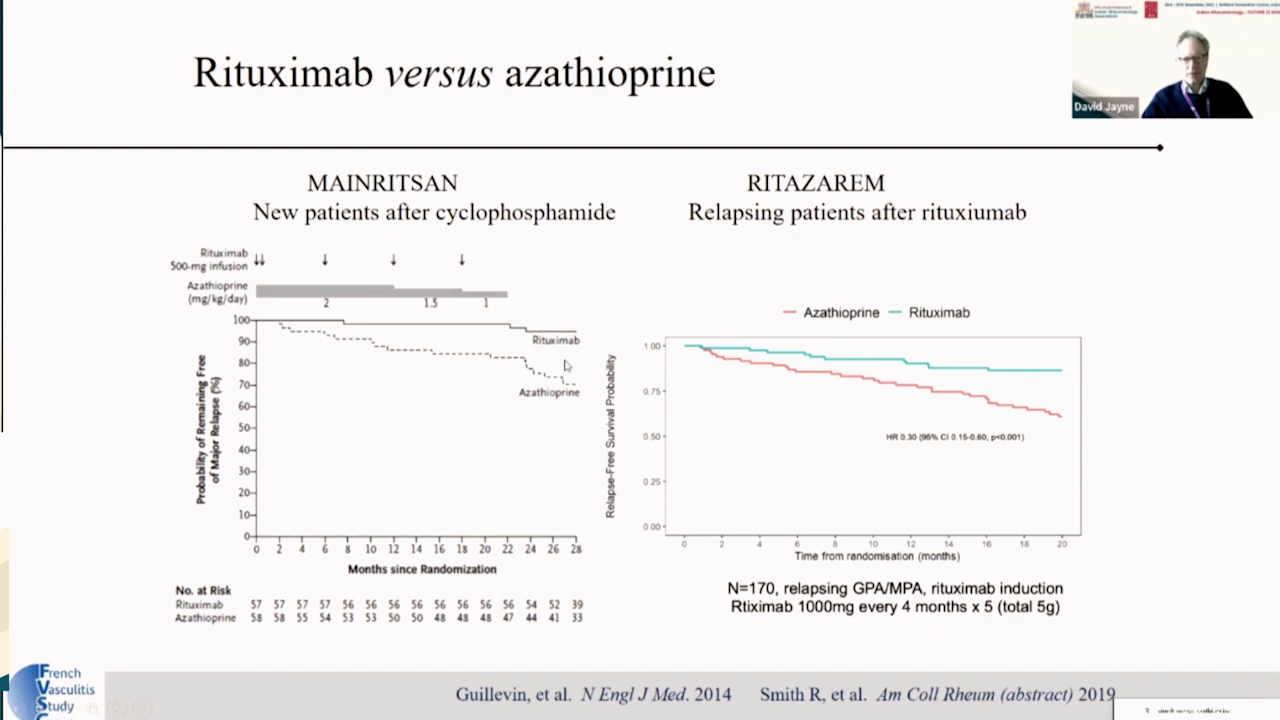 Rituximab versus azathioprine
David Jayne
MAINRITSAN
New patients after cyclophosphamide
RITAZAREM
Relapsing patients after rituxiumab
Rituximab
500-mg infusion
Azathioprine
(mg/kg/day)
2 1.5 1
Probability of Remaining Free
of Major Relapse (%)
100
90
80
70
60
50
40
30
20
10
0
Rituximab
Azathioprine
0 2 4 6 8 10 12 14 16 18 20 22 24 26 28
Months since Randomization
No. at Risk
Rituximab 57 57 57 57 56 56 56 56 56 56 56 56 54 52 39
Azathioprine 58 58 55 54 53 53 50 50 48 48 48 47 44 41 33
Azathioprine Rituximab
Relapse-Free Survival Probability
1.00
0.75
0.50
0.25
0.00
HR 0.30 (95% CI 0.15-0.60, p<0.001)
0 2 4 6 8 10 12 14 16 18 20
Time from randomisation (months)
N=170, relapsing GPA/MPA, rituximab induction
Rtiximab 1000mg every 4 months x 5 (total 5g)
French
Vasculitis
Study
Guillevin, et al. N Engl J Med. 2014 Smith R, et al. Am Coll Rheum (abstract) 2019